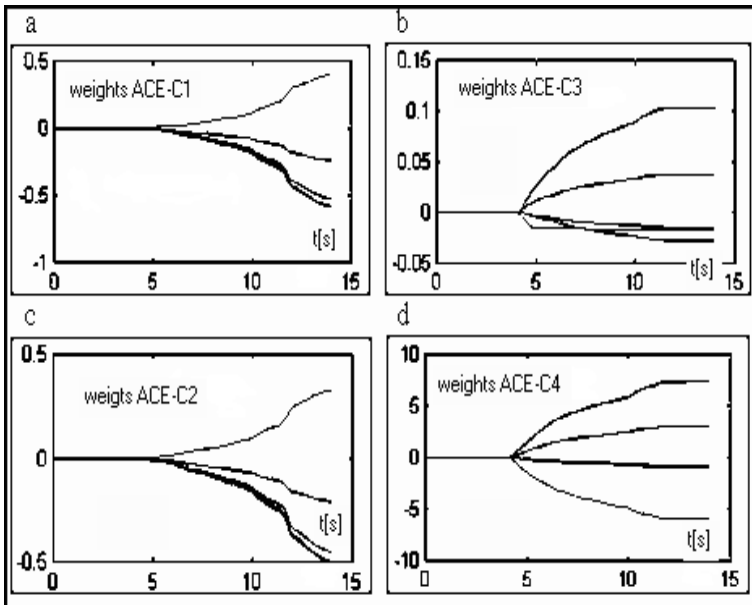 a
0.5
0
-0.5
-1
weights ACE-C1
t[s]
0 5 10 15
b
0.15
0.1
0.05
0
-0.05
weights ACE-C3
t[s]
0 5 10 15
c
0.5
0
-0.5
weigts ACE-C2
t[s]
0 5 10 15
d
10
5
0
-5
-10
weights ACE-C4
t[s]
0 5 10 15